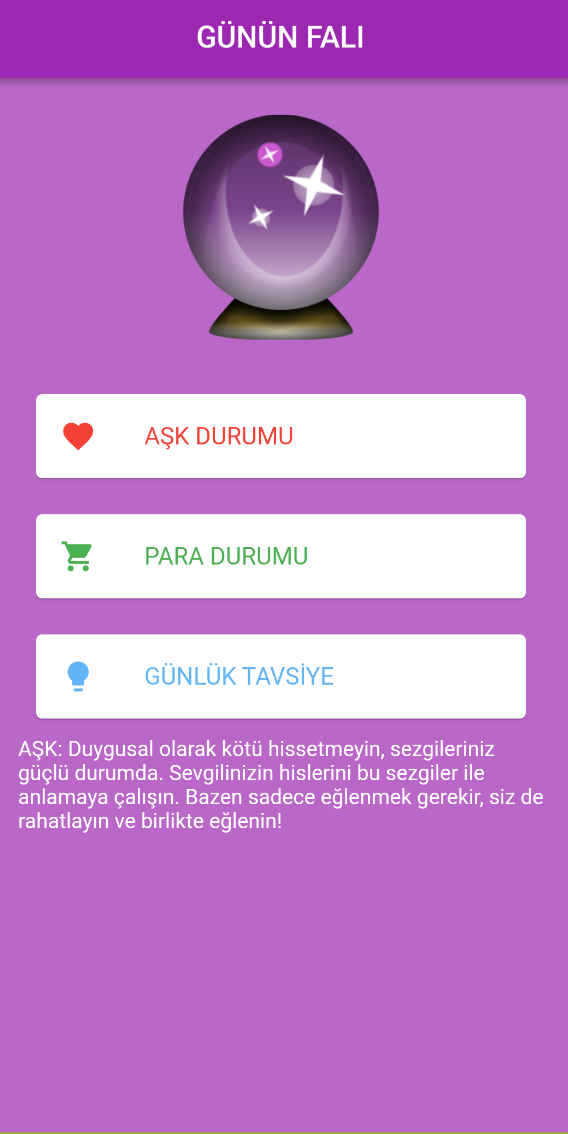 GÜNÜN FALI
AŞK DURUMU
PARA DURUMU
GÜNLÜK TAVSİYE
AŞK: Duygusal olarak kötü hissetmeyin, sezgileriniz
güçlü durumda. Sevgilinizin hislerini bu sezgiler ile
anlamaya çalışın. Bazen sadece eğlenmek gerekir, siz de
rahatlayın ve birlikte eğlenin!